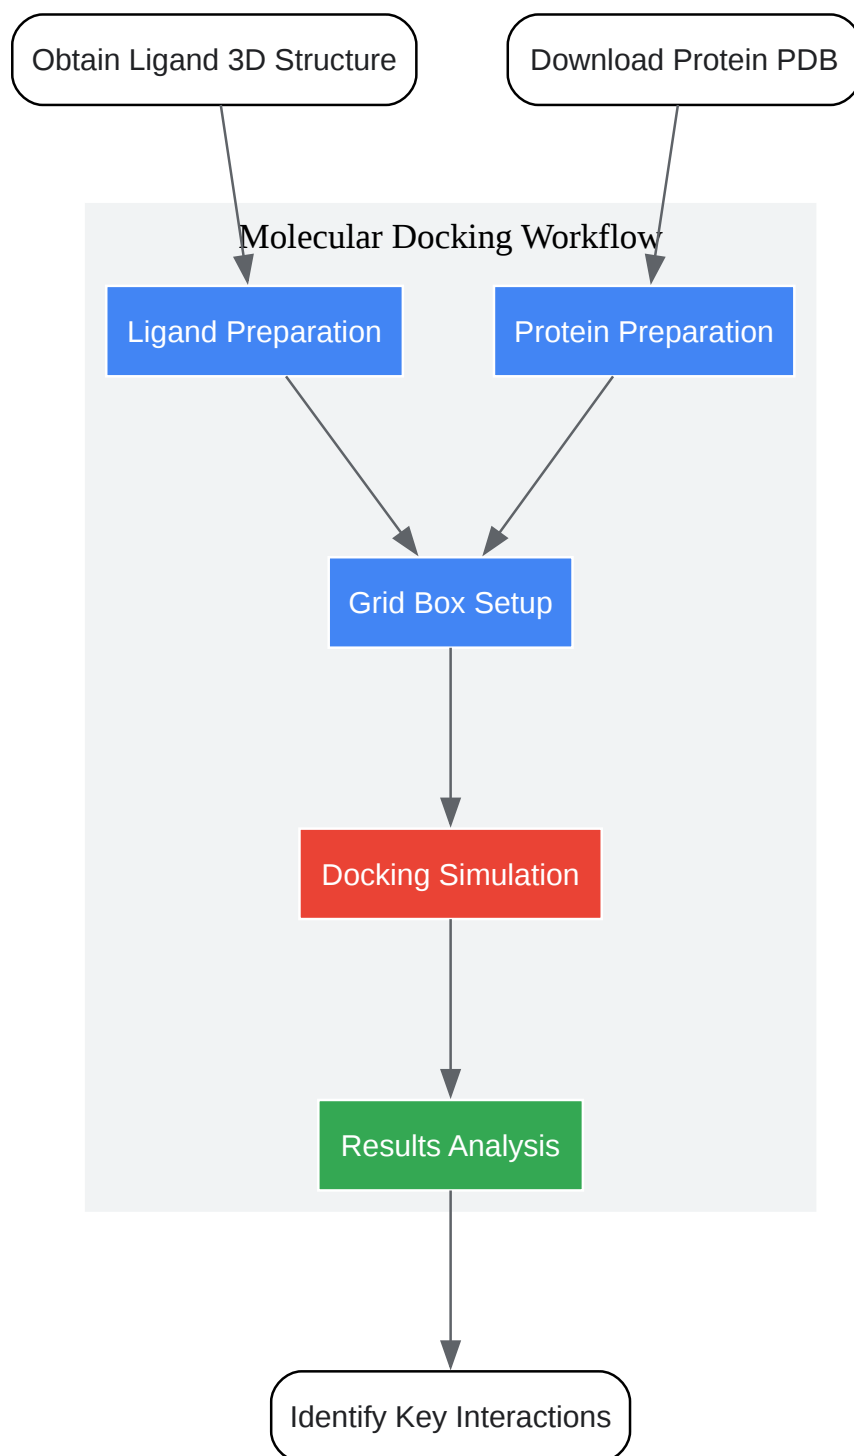 Obtain Ligand 3D Structure
Download Protein PDB
Molecular Docking Workflow
Ligand Preparation
Protein Preparation
Grid Box Setup
Docking Simulation
Results Analysis
Identify Key Interactions